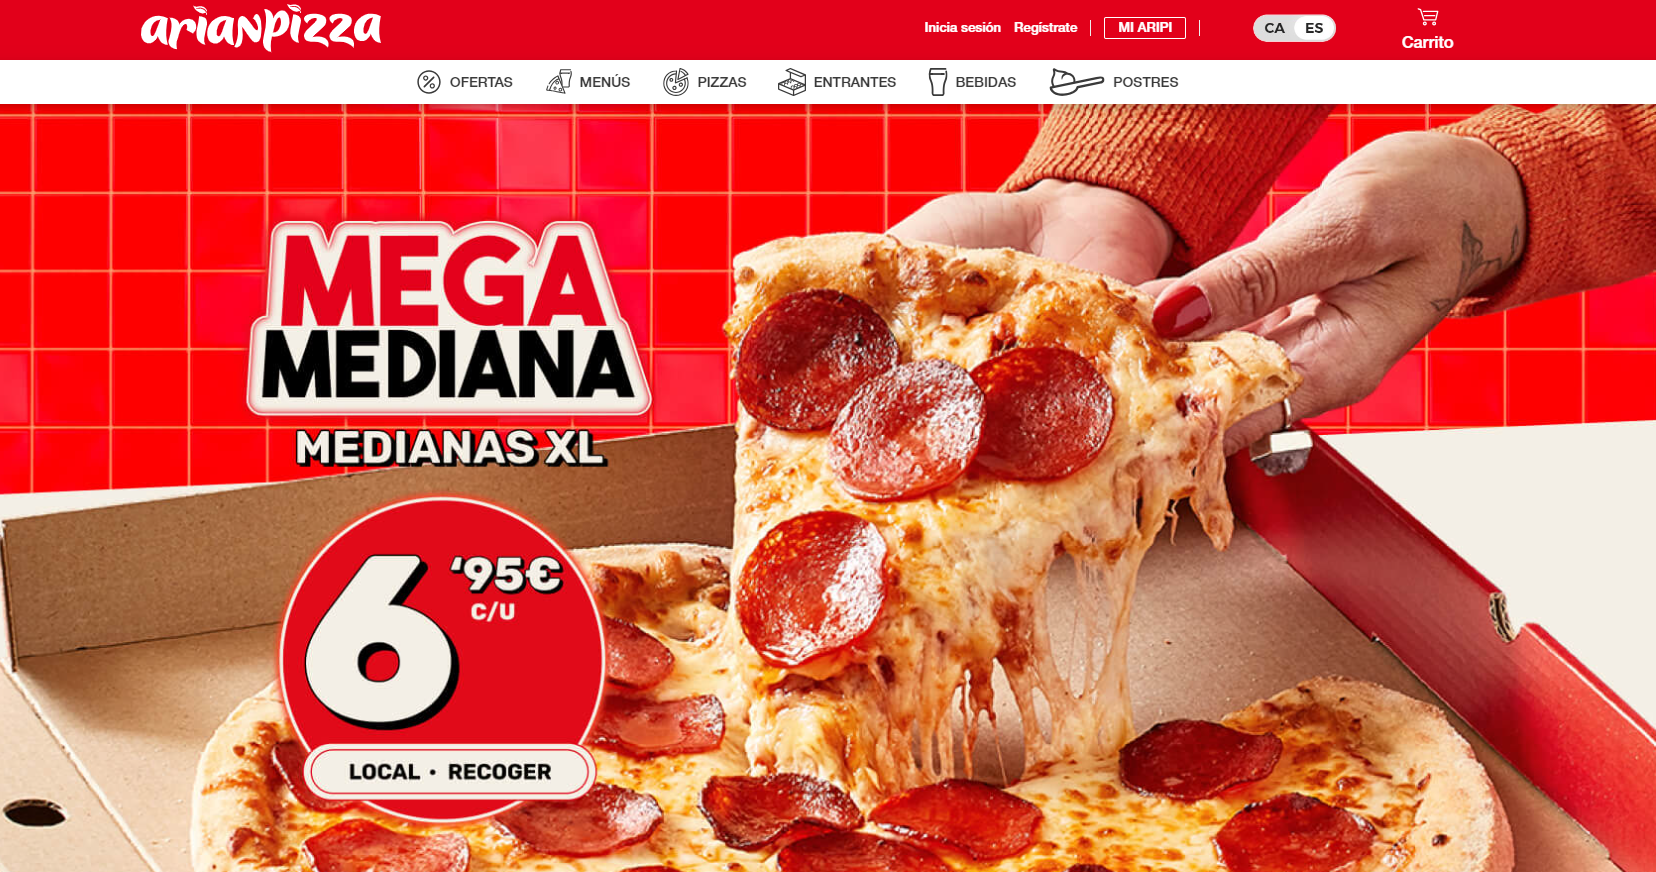 arianpizza
Inicia sesión Regístrate MI ARIPI CA ES Carrito
OFERTAS MENÚS PIZZAS ENTRANTES BEBIDAS POSTRES
MEGA
MEDIANA
MEDIANAS XL
6'95€
C/U
LOCAL · RECOGER